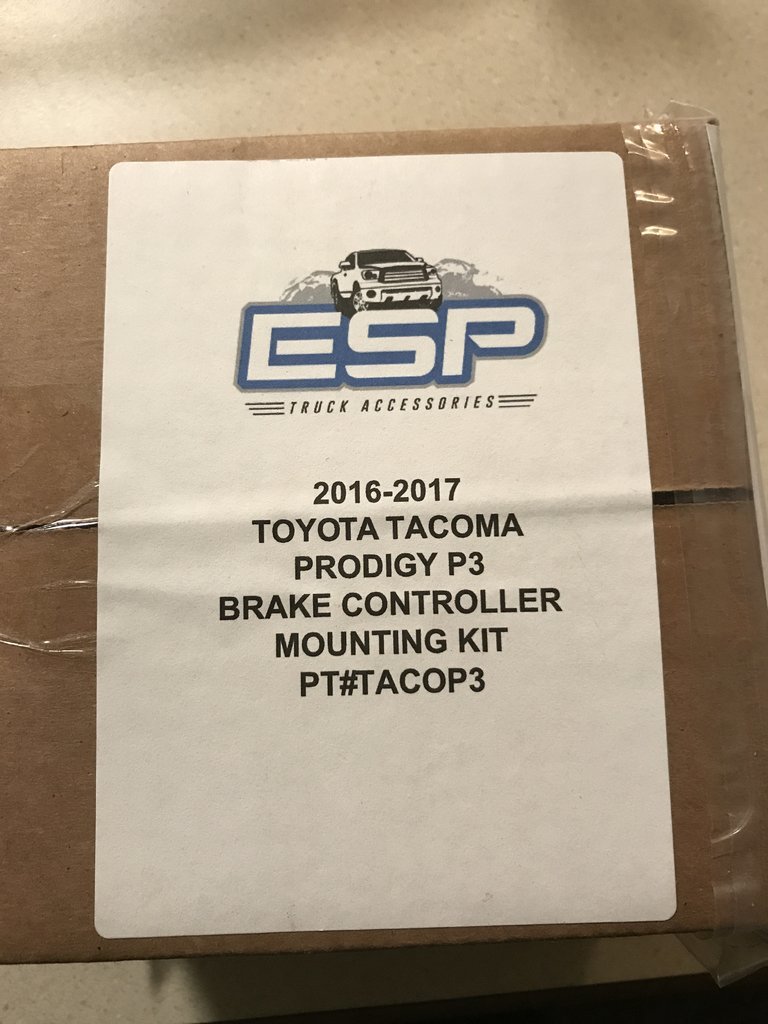 ESP
TRUCK ACCESSORIES
2016-2017
TOYOTA TACOMA
PRODIGY P3
BRAKE CONTROLLER
MOUNTING KIT
PT#TACOP3